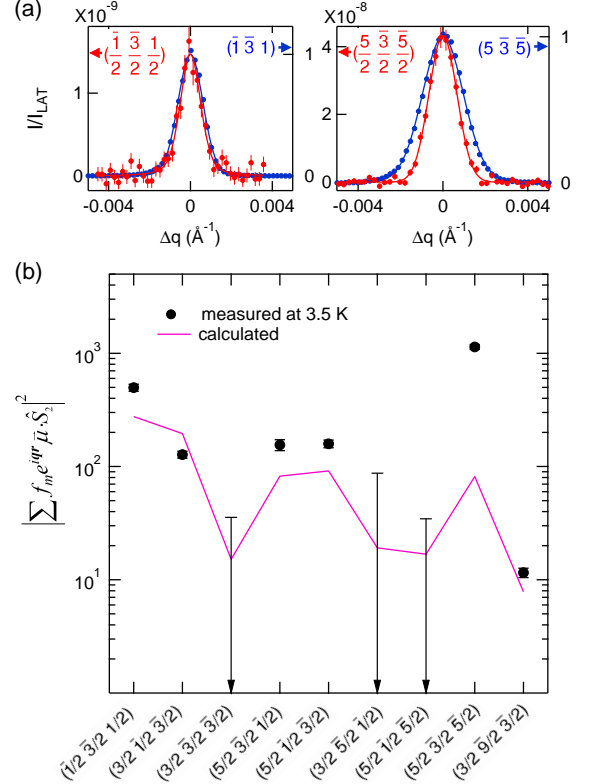 (a)
X10⁻⁹
X10⁻⁸
(1̄/2 3̄/2 1/2)
(1̄ 3̄ 1)
(5/2 3̄/2 5̄/2)
(5 3̄ 5̄)
I/I_LAT
1
0
1
0
8
4
0
1
0
-0.004
0
0.004
-0.004
0
0.004
Δq (Å⁻¹)
Δq (Å⁻¹)
(b)
measured at 3.5 K
calculated
|∑ f_m e^{iqr} μ̄·Ŝ₂|²
10³
10²
10¹
(1̄/2 3̄/2 1/2)
(3/2 1/2 3̄/2)
(3/2 3̄/2 3̄/2)
(5/2 3̄/2 1/2)
(5/2 1/2 3̄/2)
(3/2 5̄/2 1/2)
(5/2 1/2 5̄/2)
(5/2 3̄/2 5̄/2)
(3/2 9̄/2 3̄/2)